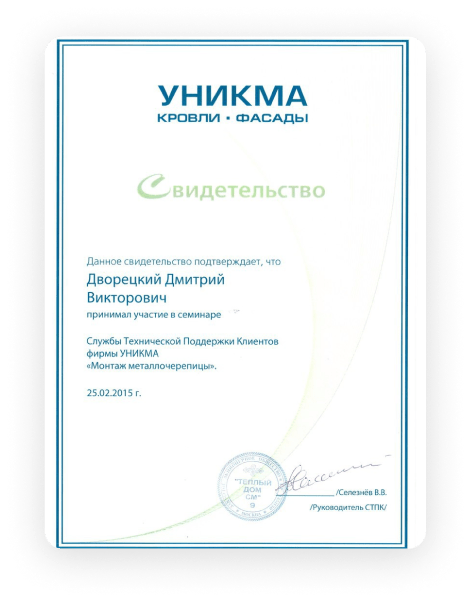 УНИКМА
КРОВЛИ • ФАСАДЫ
Свидетельство
Данное свидетельство подтверждает, что
Дворецкий Дмитрий
Викторович
принимал участие в семинаре
Службы Технической Поддержки Клиентов
фирмы УНИКМА
«Монтаж металлочерепицы».
25.02.2015 г.
"ТЕПЛЫЙ
ДОМ
СМ"
9
/Селезнёв В.В.
/Руководитель СТПК/